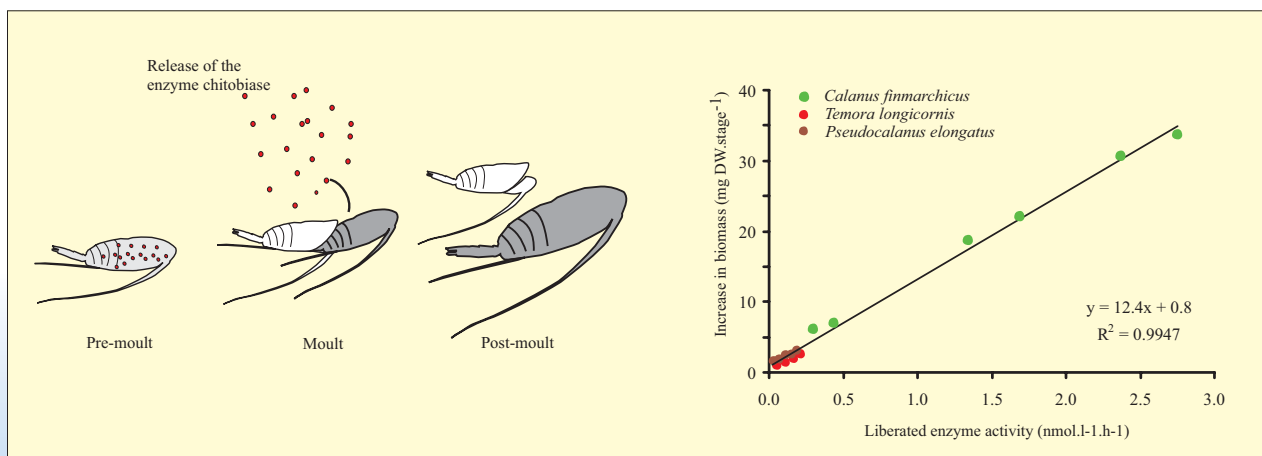 Release of the
enzyme chitobiase
Pre-moult
Moult
Post-moult
Increase in biomass (mg DW.stage-1)
40
30
20
10
0
Calanus finmarchicus
Temora longicornis
Pseudocalanus elongatus
y = 12.4x + 0.8
R² = 0.9947
0.0 0.5 1.0 1.5 2.0 2.5 3.0
Liberated enzyme activity (nmol.l-1.h-1)